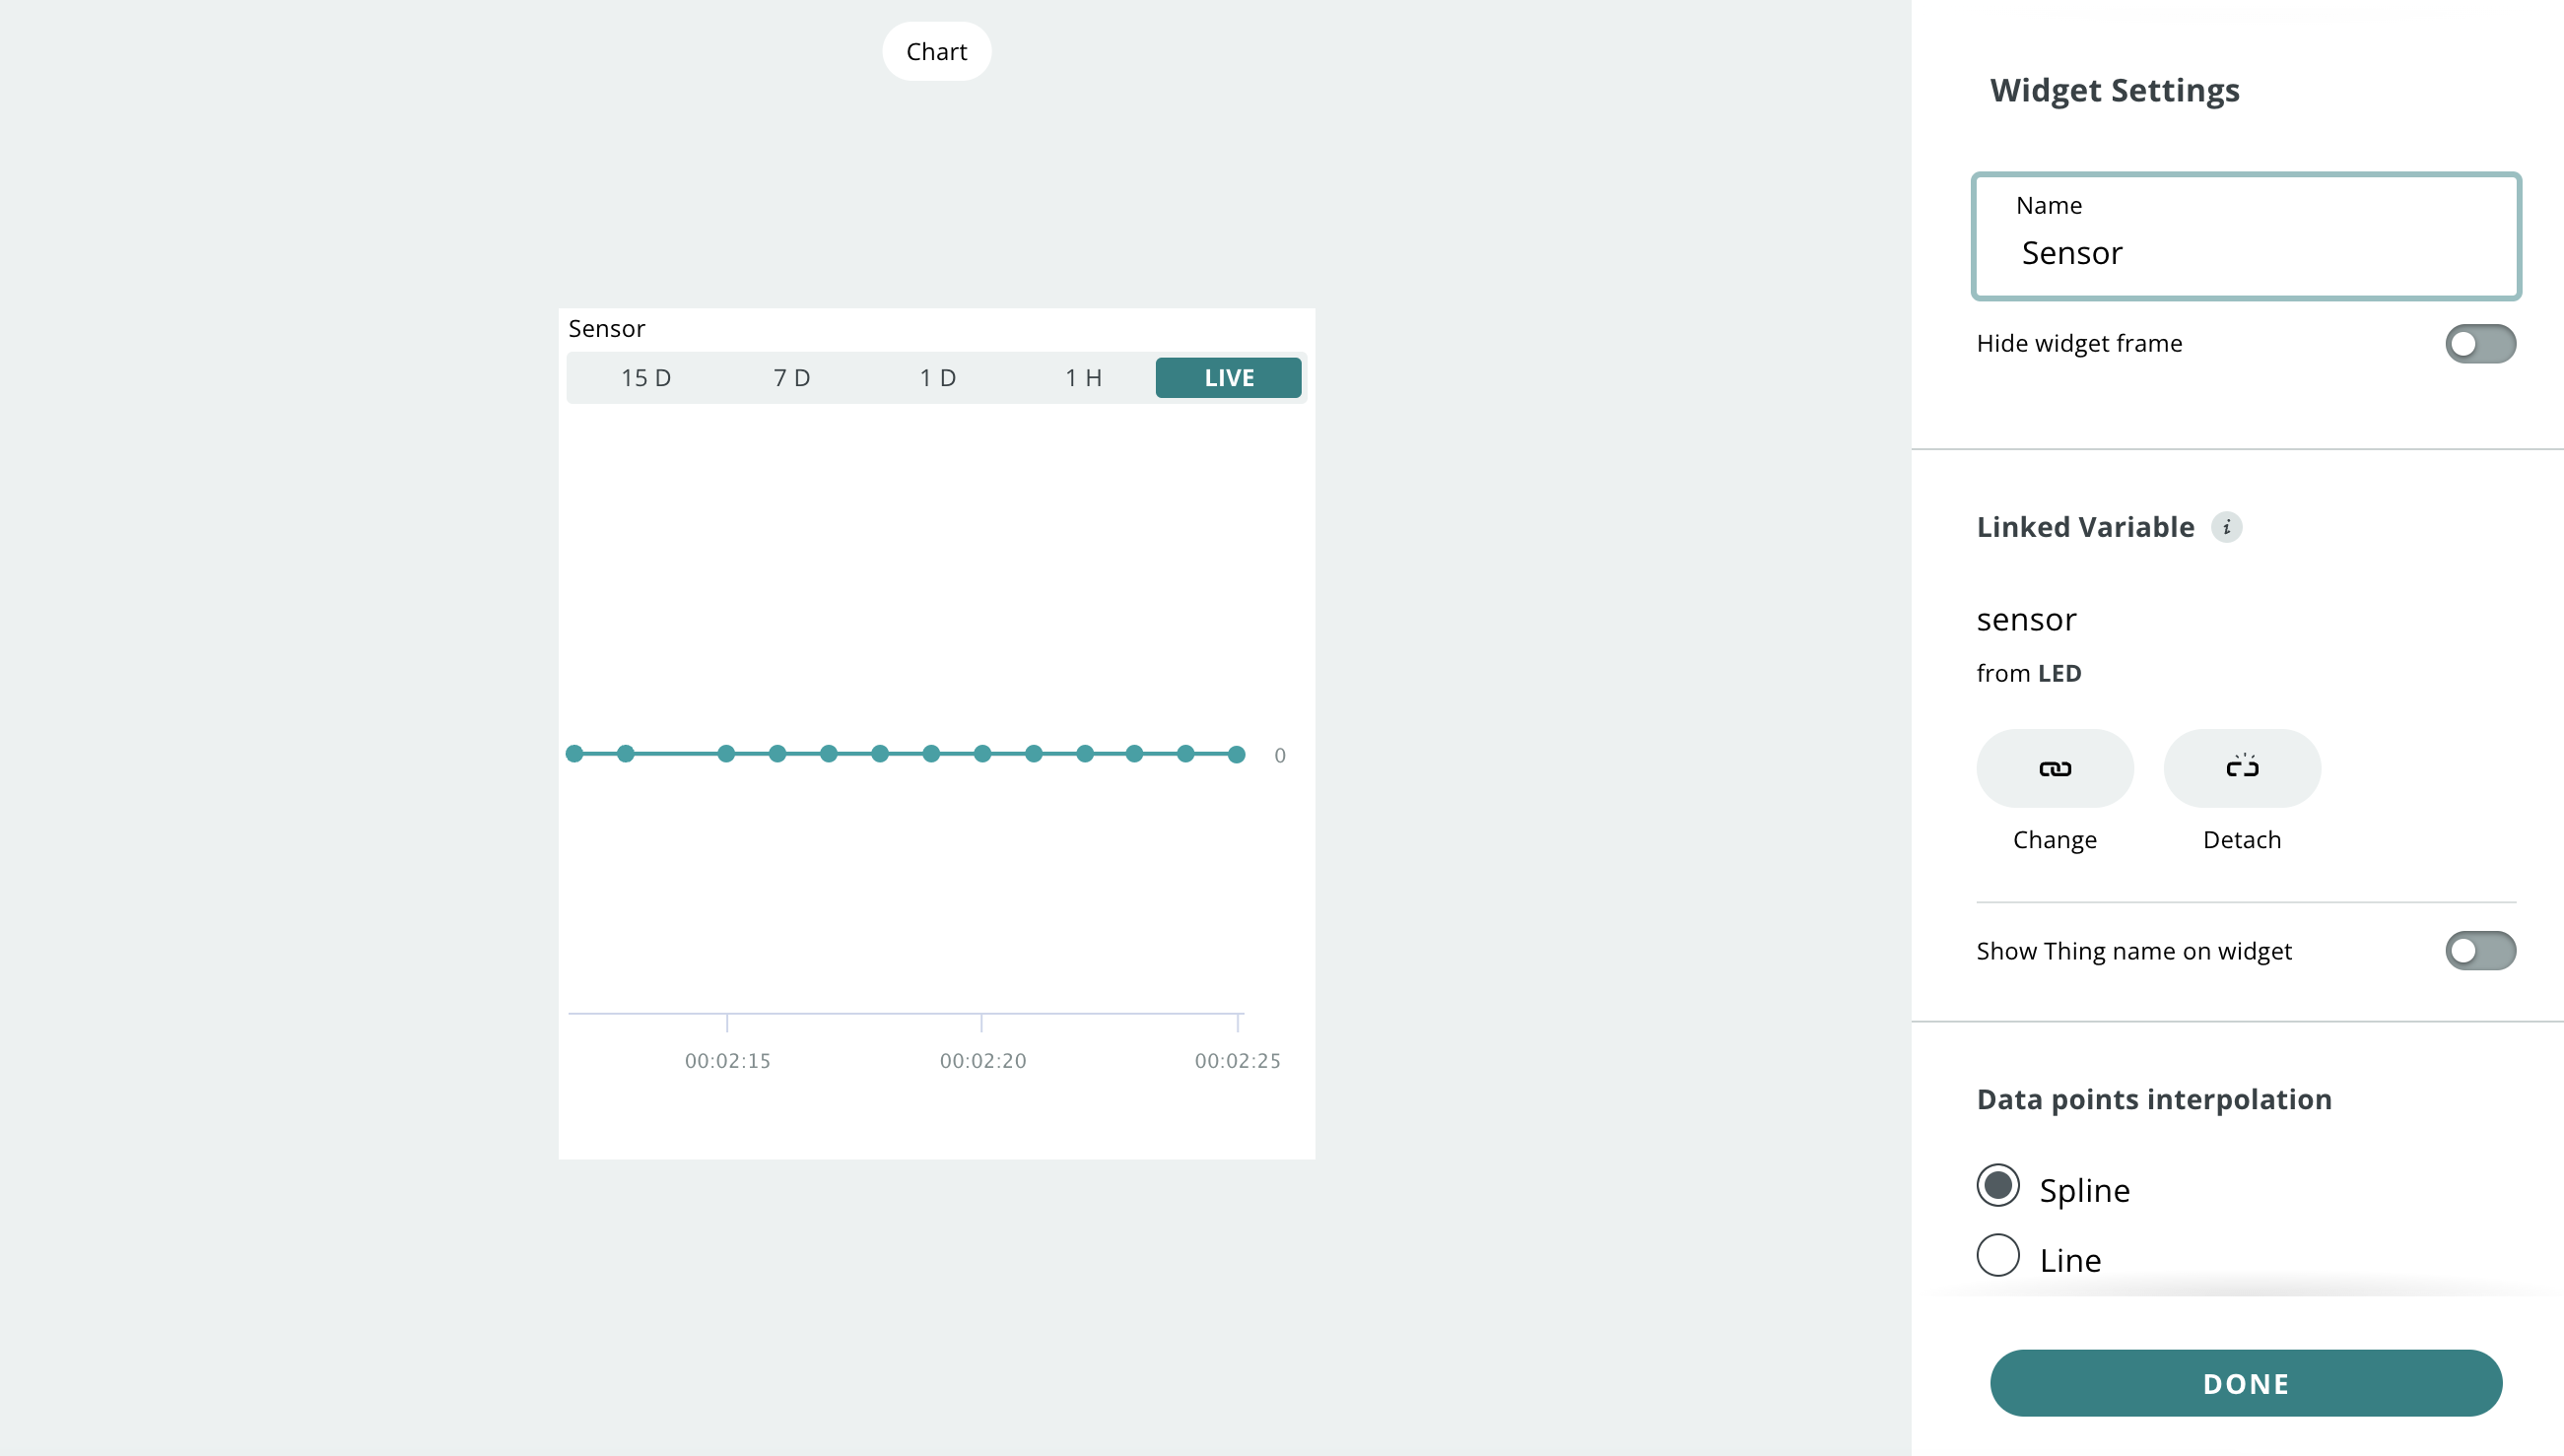 Chart
Sensor
15 D 7 D 1 D 1 H LIVE
0
00:02:15 00:02:20 00:02:25
Widget Settings
Name
Sensor
Hide widget frame
Linked Variable i
sensor
from LED
Change Detach
Show Thing name on widget
Data points interpolation
Spline
Line
DONE